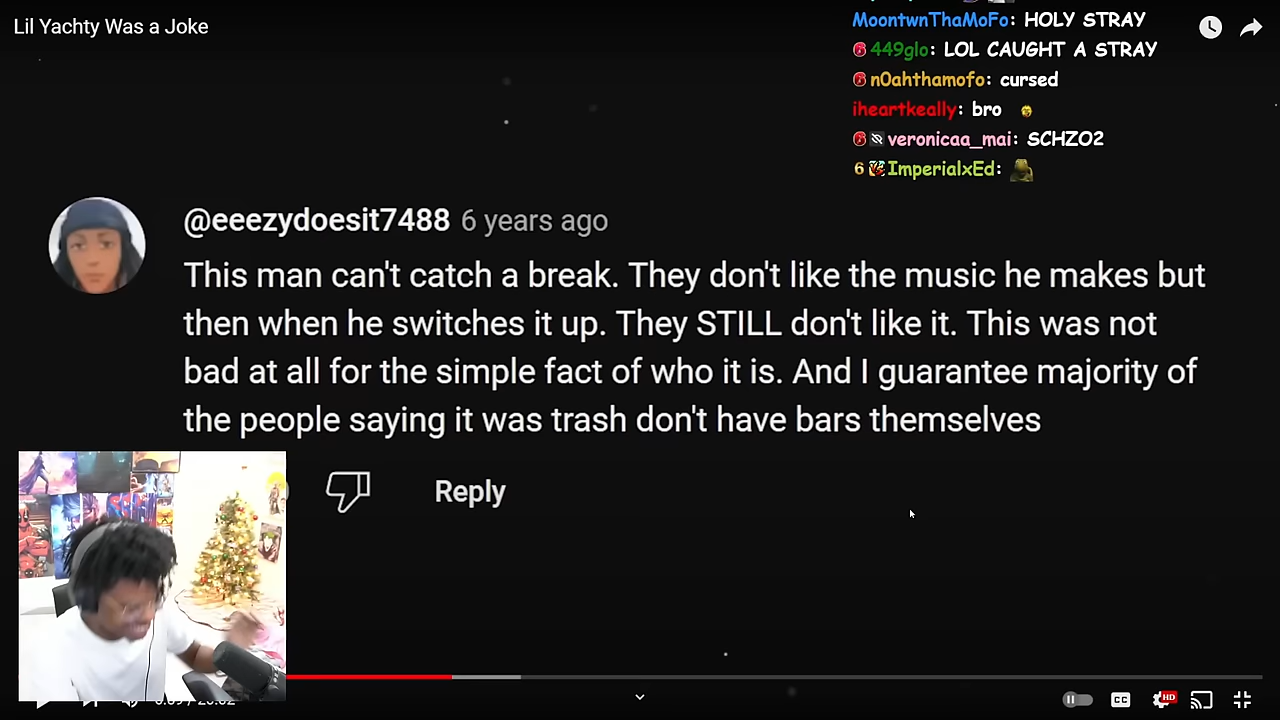 Lil Yachty Was a Joke
MoontwnThaMoFo: HOLY STRAY
449glo: LOL CAUGHT A STRAY
n0ahthamofo: cursed
iheartkeally: bro
veronicaa_mai: SCHZO2
6 ImperialxEd:
@eeezydoesit7488 6 years ago
This man can't catch a break. They don't like the music he makes but
then when he switches it up. They STILL don't like it. This was not
bad at all for the simple fact of who it is. And I guarantee majority of
the people saying it was trash don't have bars themselves
Reply
CC
HD